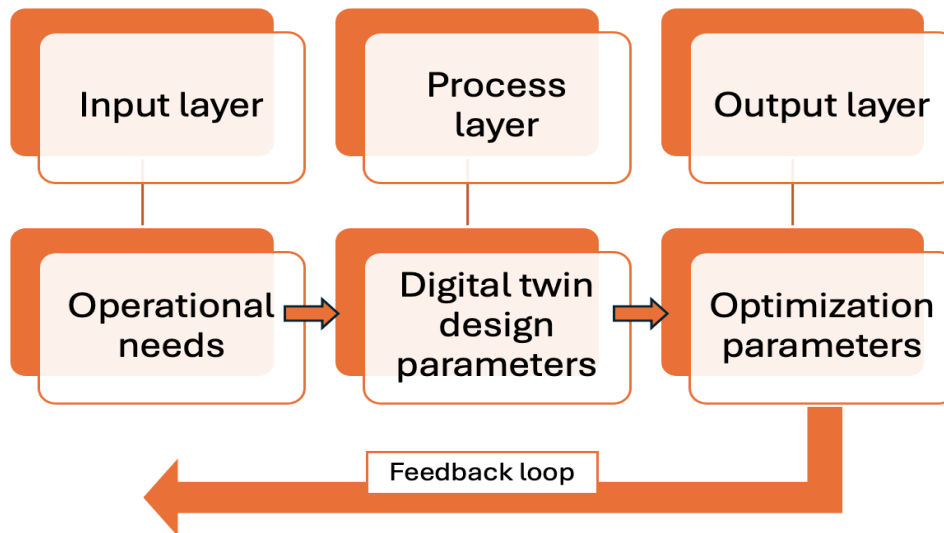 Input layer
Process
layer
Output layer
Operational
needs
Digital twin
design
parameters
Optimization
parameters
Feedback loop